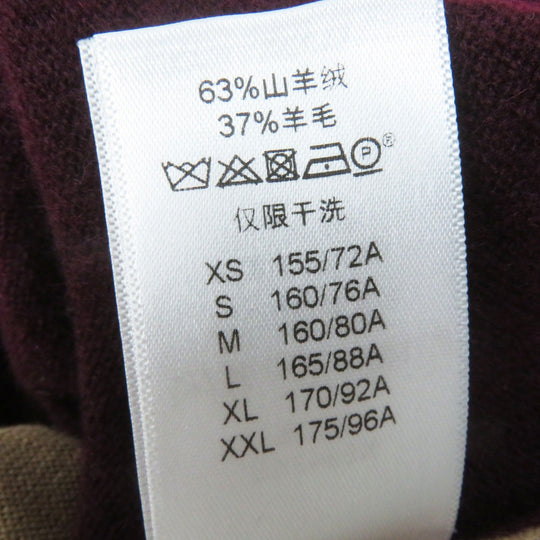 63%山羊绒
37%羊毛
P®
仅限干洗
XS 155/72A
S 160/76A
M 160/80A
L 165/88A
XL 170/92A
XXL 175/96A